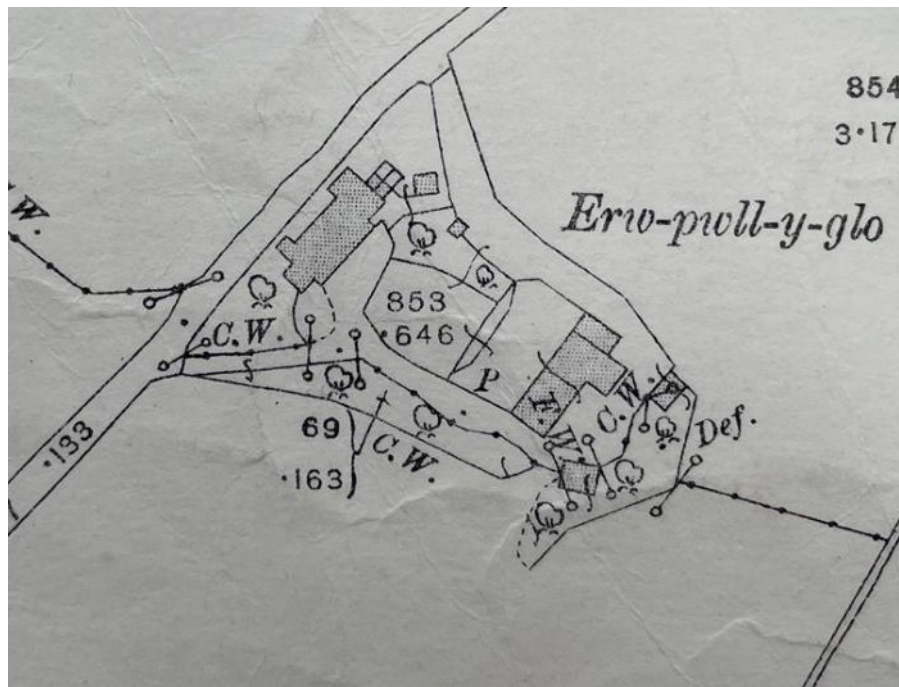 854
3·17
W.
Erw-pwll-y-glo
853
·646
C.W.
P
F.W.
C.W.
Def.
69
·163
C.W.
·133